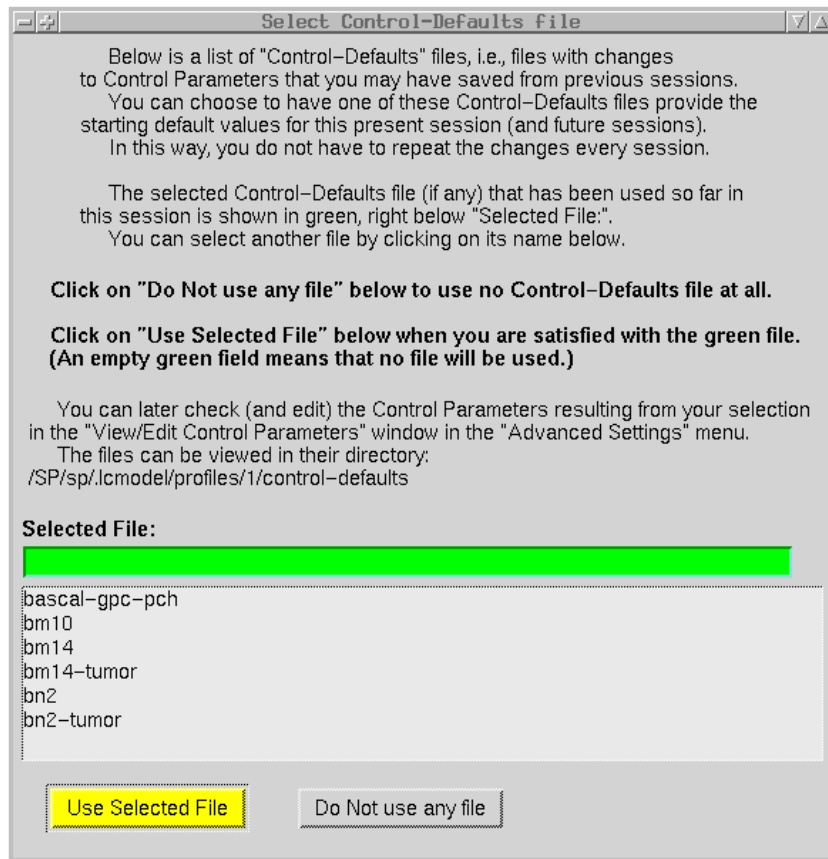 Select Control-Defaults file
Below is a list of "Control-Defaults" files, i.e., files with changes
to Control Parameters that you may have saved from previous sessions.
You can choose to have one of these Control-Defaults files provide the
starting default values for this present session (and future sessions).
In this way, you do not have to repeat the changes every session.
The selected Control-Defaults file (if any) that has been used so far in
this session is shown in green, right below "Selected File:".
You can select another file by clicking on its name below.
Click on "Do Not use any file" below to use no Control-Defaults file at all.
Click on "Use Selected File" below when you are satisfied with the green file.
(An empty green field means that no file will be used.)
You can later check (and edit) the Control Parameters resulting from your selection
in the "View/Edit Control Parameters" window in the "Advanced Settings" menu.
The files can be viewed in their directory:
/SP/sp/.lcmodel/profiles/1/control-defaults
Selected File:
bascal-gpc-pch
bm10
bm14
bm14-tumor
bn2
bn2-tumor
Use Selected File
Do Not use any file